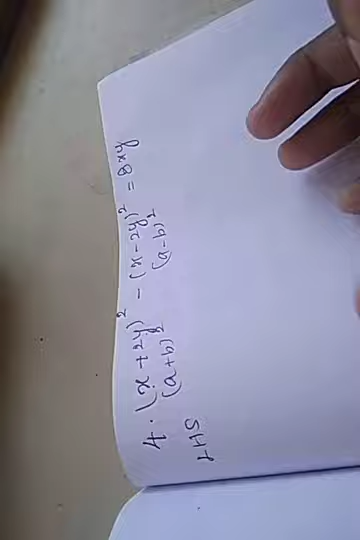 4. (x+2y)² - (x-2y)² = 8xy
(a+b)² (a-b)²
LHS